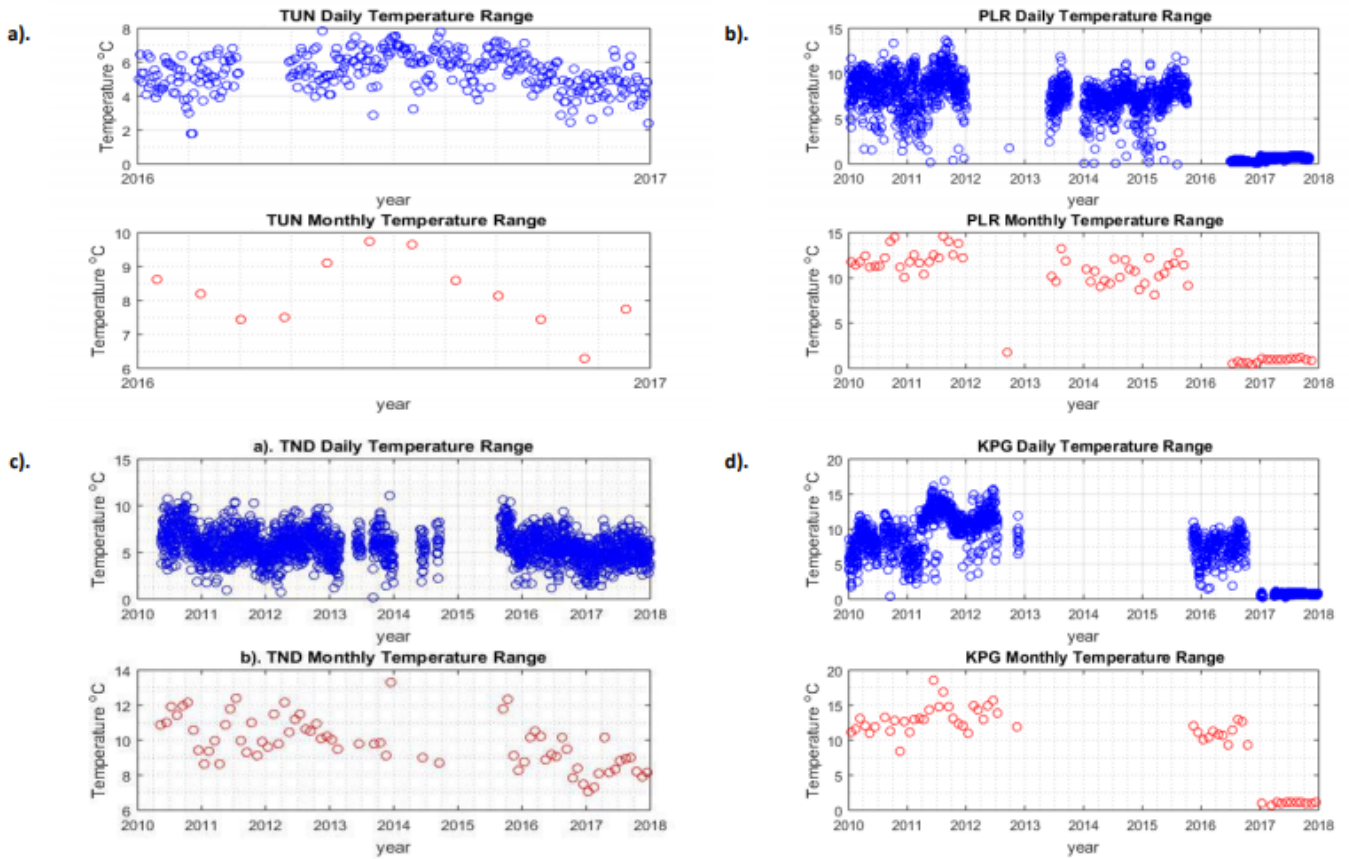 a).
TUN Daily Temperature Range
Temperature °C
8
6
4
2
0
2016
2017
year
TUN Monthly Temperature Range
Temperature °C
10
9
8
7
6
2016
2017
year
b).
PLR Daily Temperature Range
Temperature °C
15
10
5
0
2010 2011 2012 2013 2014 2015 2016 2017 2018
year
PLR Monthly Temperature Range
Temperature °C
15
10
5
0
2010 2011 2012 2013 2014 2015 2016 2017 2018
year
c).
a). TND Daily Temperature Range
Temperature °C
15
10
5
0
2010 2011 2012 2013 2014 2015 2016 2017 2018
year
b). TND Monthly Temperature Range
Temperature °C
14
12
10
8
6
2010 2011 2012 2013 2014 2015 2016 2017 2018
year
d).
KPG Daily Temperature Range
Temperature °C
20
15
10
5
0
2010 2011 2012 2013 2014 2015 2016 2017 2018
year
KPG Monthly Temperature Range
Temperature °C
20
15
10
5
0
2010 2011 2012 2013 2014 2015 2016 2017 2018
year